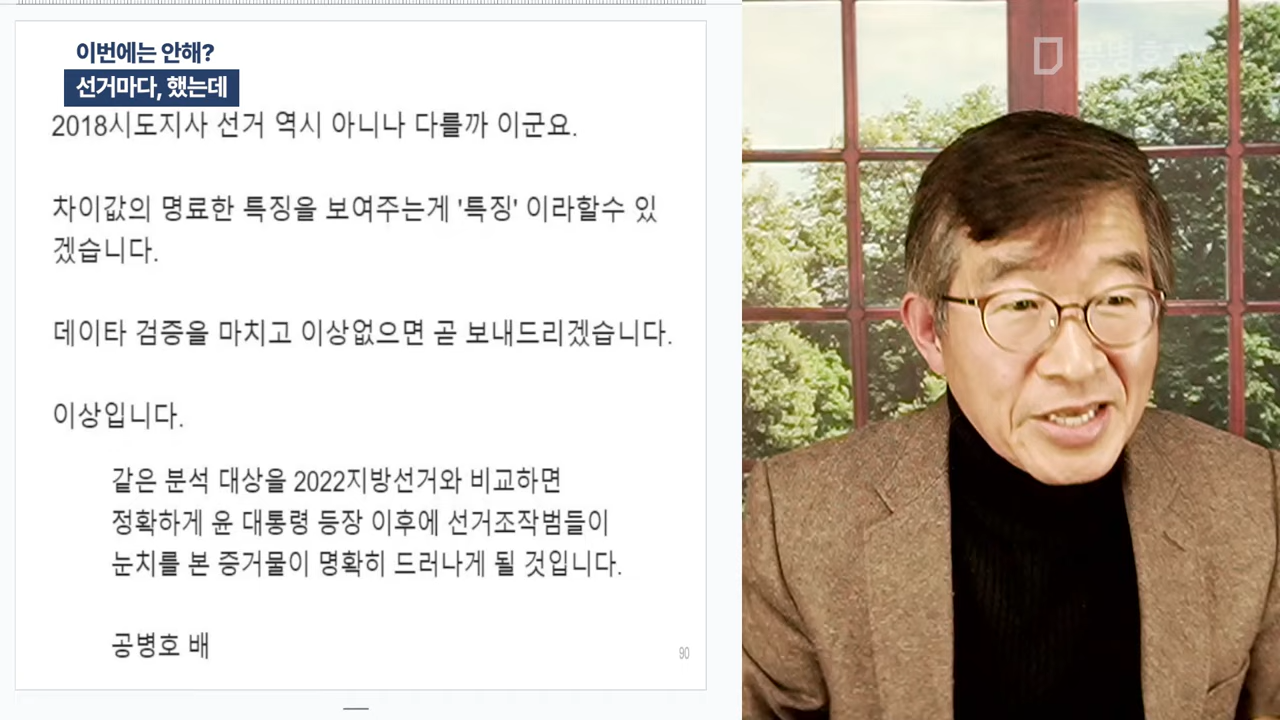 이번에는 안해?
선거마다, 했는데
2018시도지사 선거 역시 아니나 다를까 이군요.
차이값의 명료한 특징을 보여주는게 '특징' 이라할수 있
겠습니다.
데이타 검증을 마치고 이상없으면 곧 보내드리겠습니다.
이상입니다.
같은 분석 대상을 2022지방선거와 비교하면
정확하게 윤 대통령 등장 이후에 선거조작범들이
눈치를 본 증거물이 명확히 드러나게 될 것입니다.
공병호 배
90
공병호